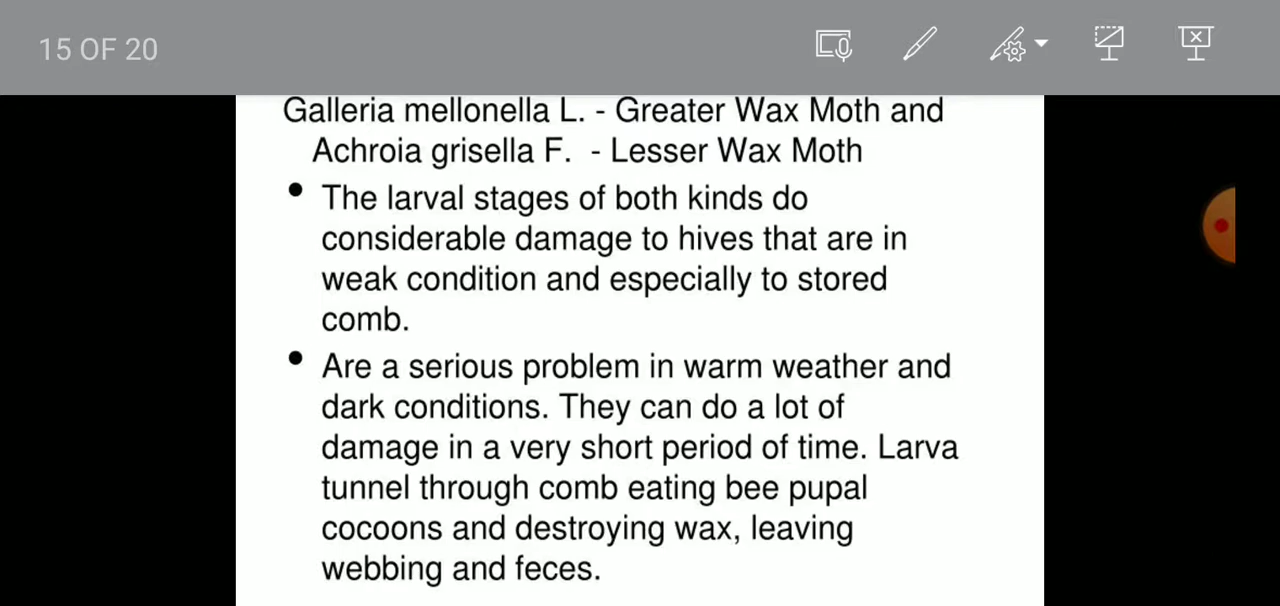 15 OF 20
Galleria mellonella L. - Greater Wax Moth and
Achroia grisella F.  - Lesser Wax Moth
• The larval stages of both kinds do
considerable damage to hives that are in
weak condition and especially to stored
comb.
• Are a serious problem in warm weather and
dark conditions. They can do a lot of
damage in a very short period of time. Larva
tunnel through comb eating bee pupal
cocoons and destroying wax, leaving
webbing and feces.